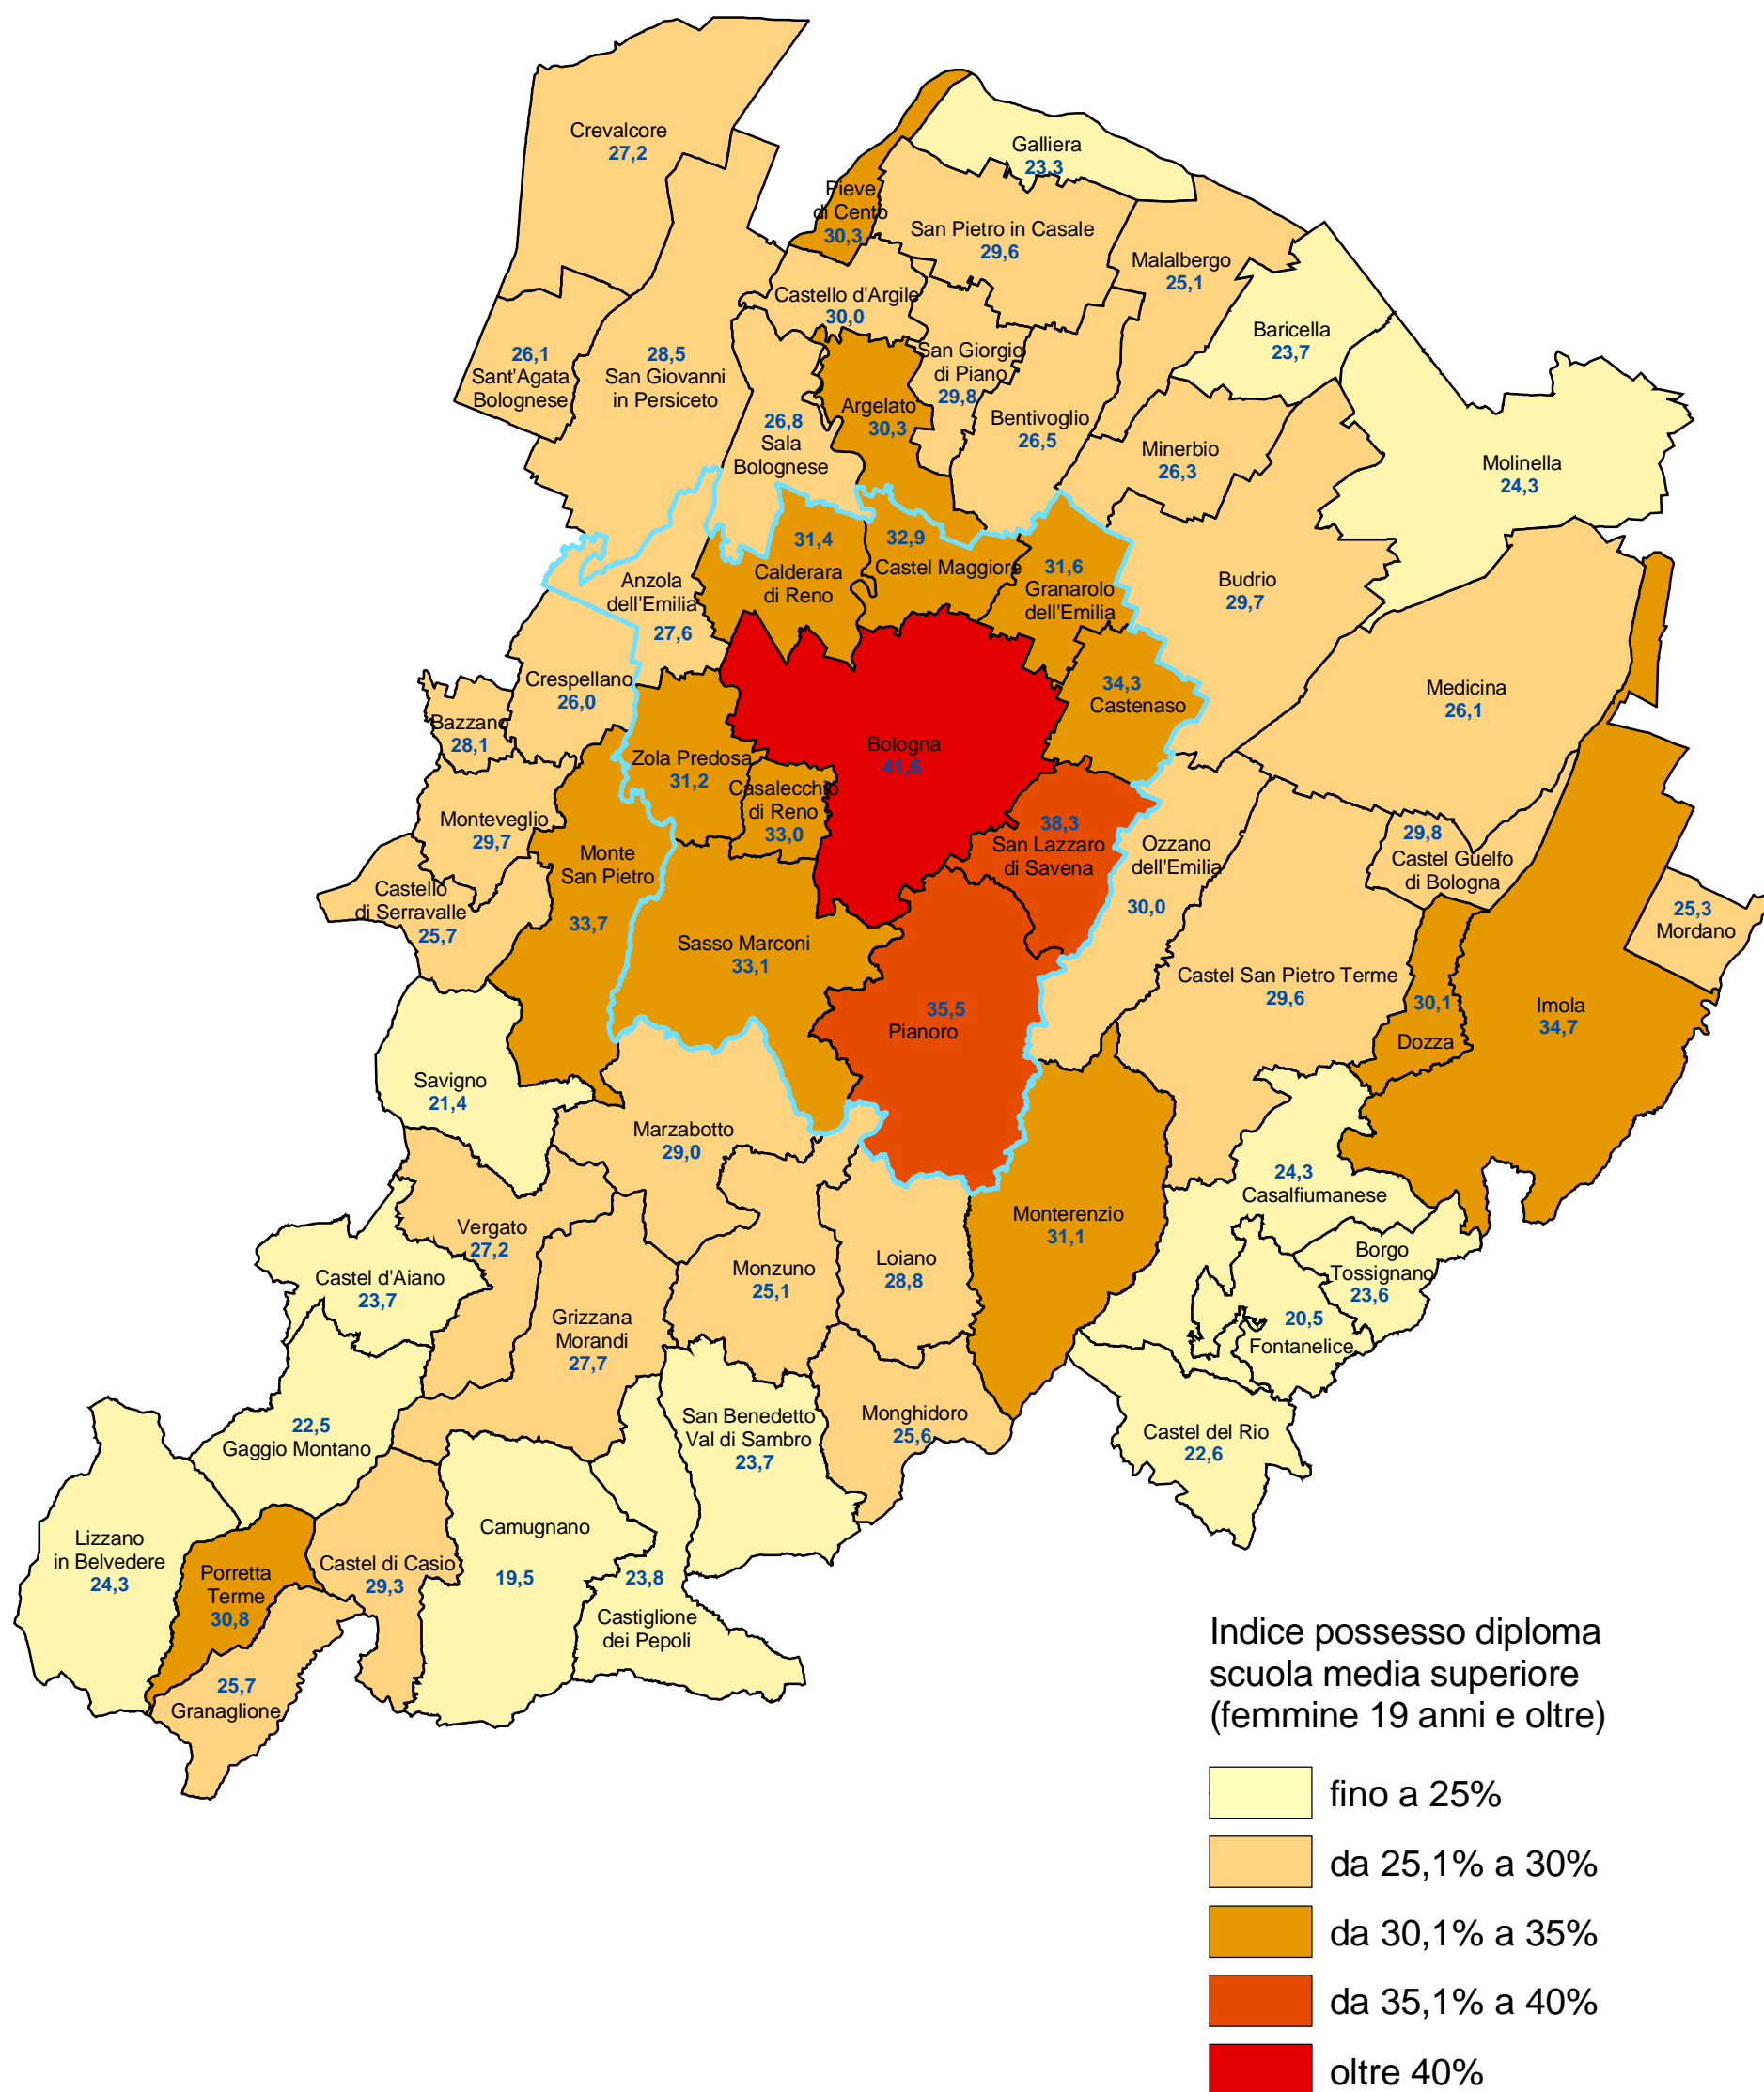 Crevalcore
27,2
Galliera
23,3
Pieve
di Cento
30,3
San Pietro in Casale
29,6
Malalbergo
25,1
Castello d'Argile
30,0
Baricella
23,7
26,1
Sant'Agata
Bolognese
28,5
San Giovanni
in Persiceto
San Giorgio
di Piano
29,8
Argelato
30,3
26,8
Sala
Bolognese
Bentivoglio
26,5
Minerbio
26,3
Molinella
24,3
31,4
Calderara
di Reno
32,9
Castel Maggiore
31,6
Granarolo
dell'Emilia
Anzola
dell'Emilia
27,6
Budrio
29,7
Crespellano
26,0
34,3
Castenaso
Medicina
26,1
Bazzano
28,1
Zola Predosa
31,2
Bologna
41,6
Casalecchio
di Reno
33,0
Monteveglio
29,7
38,3
San Lazzaro
di Savena
Ozzano
dell'Emilia
30,0
29,8
Castel Guelfo
di Bologna
Monte
San Pietro
33,7
Castello
di Serravalle
25,7
25,3
Mordano
Sasso Marconi
33,1
Castel San Pietro Terme
29,6
30,1
Dozza
Imola
34,7
35,5
Pianoro
Savigno
21,4
Marzabotto
29,0
24,3
Casalfiumanese
Vergato
27,2
Monterenzio
31,1
Castel d'Aiano
23,7
Monzuno
25,1
Loiano
28,8
Borgo
Tossignano
23,6
Grizzana
Morandi
27,7
20,5
Fontanelice
22,5
Gaggio Montano
San Benedetto
Val di Sambro
23,7
Monghidoro
25,6
Castel del Rio
22,6
Lizzano
in Belvedere
24,3
Porretta
Terme
30,8
Castel di Casio
29,3
Camugnano
19,5
23,8
Castiglione
dei Pepoli
25,7
Granaglione
Indice possesso diploma
scuola media superiore
(femmine 19 anni e oltre)
fino a 25%
da 25,1% a 30%
da 30,1% a 35%
da 35,1% a 40%
oltre 40%